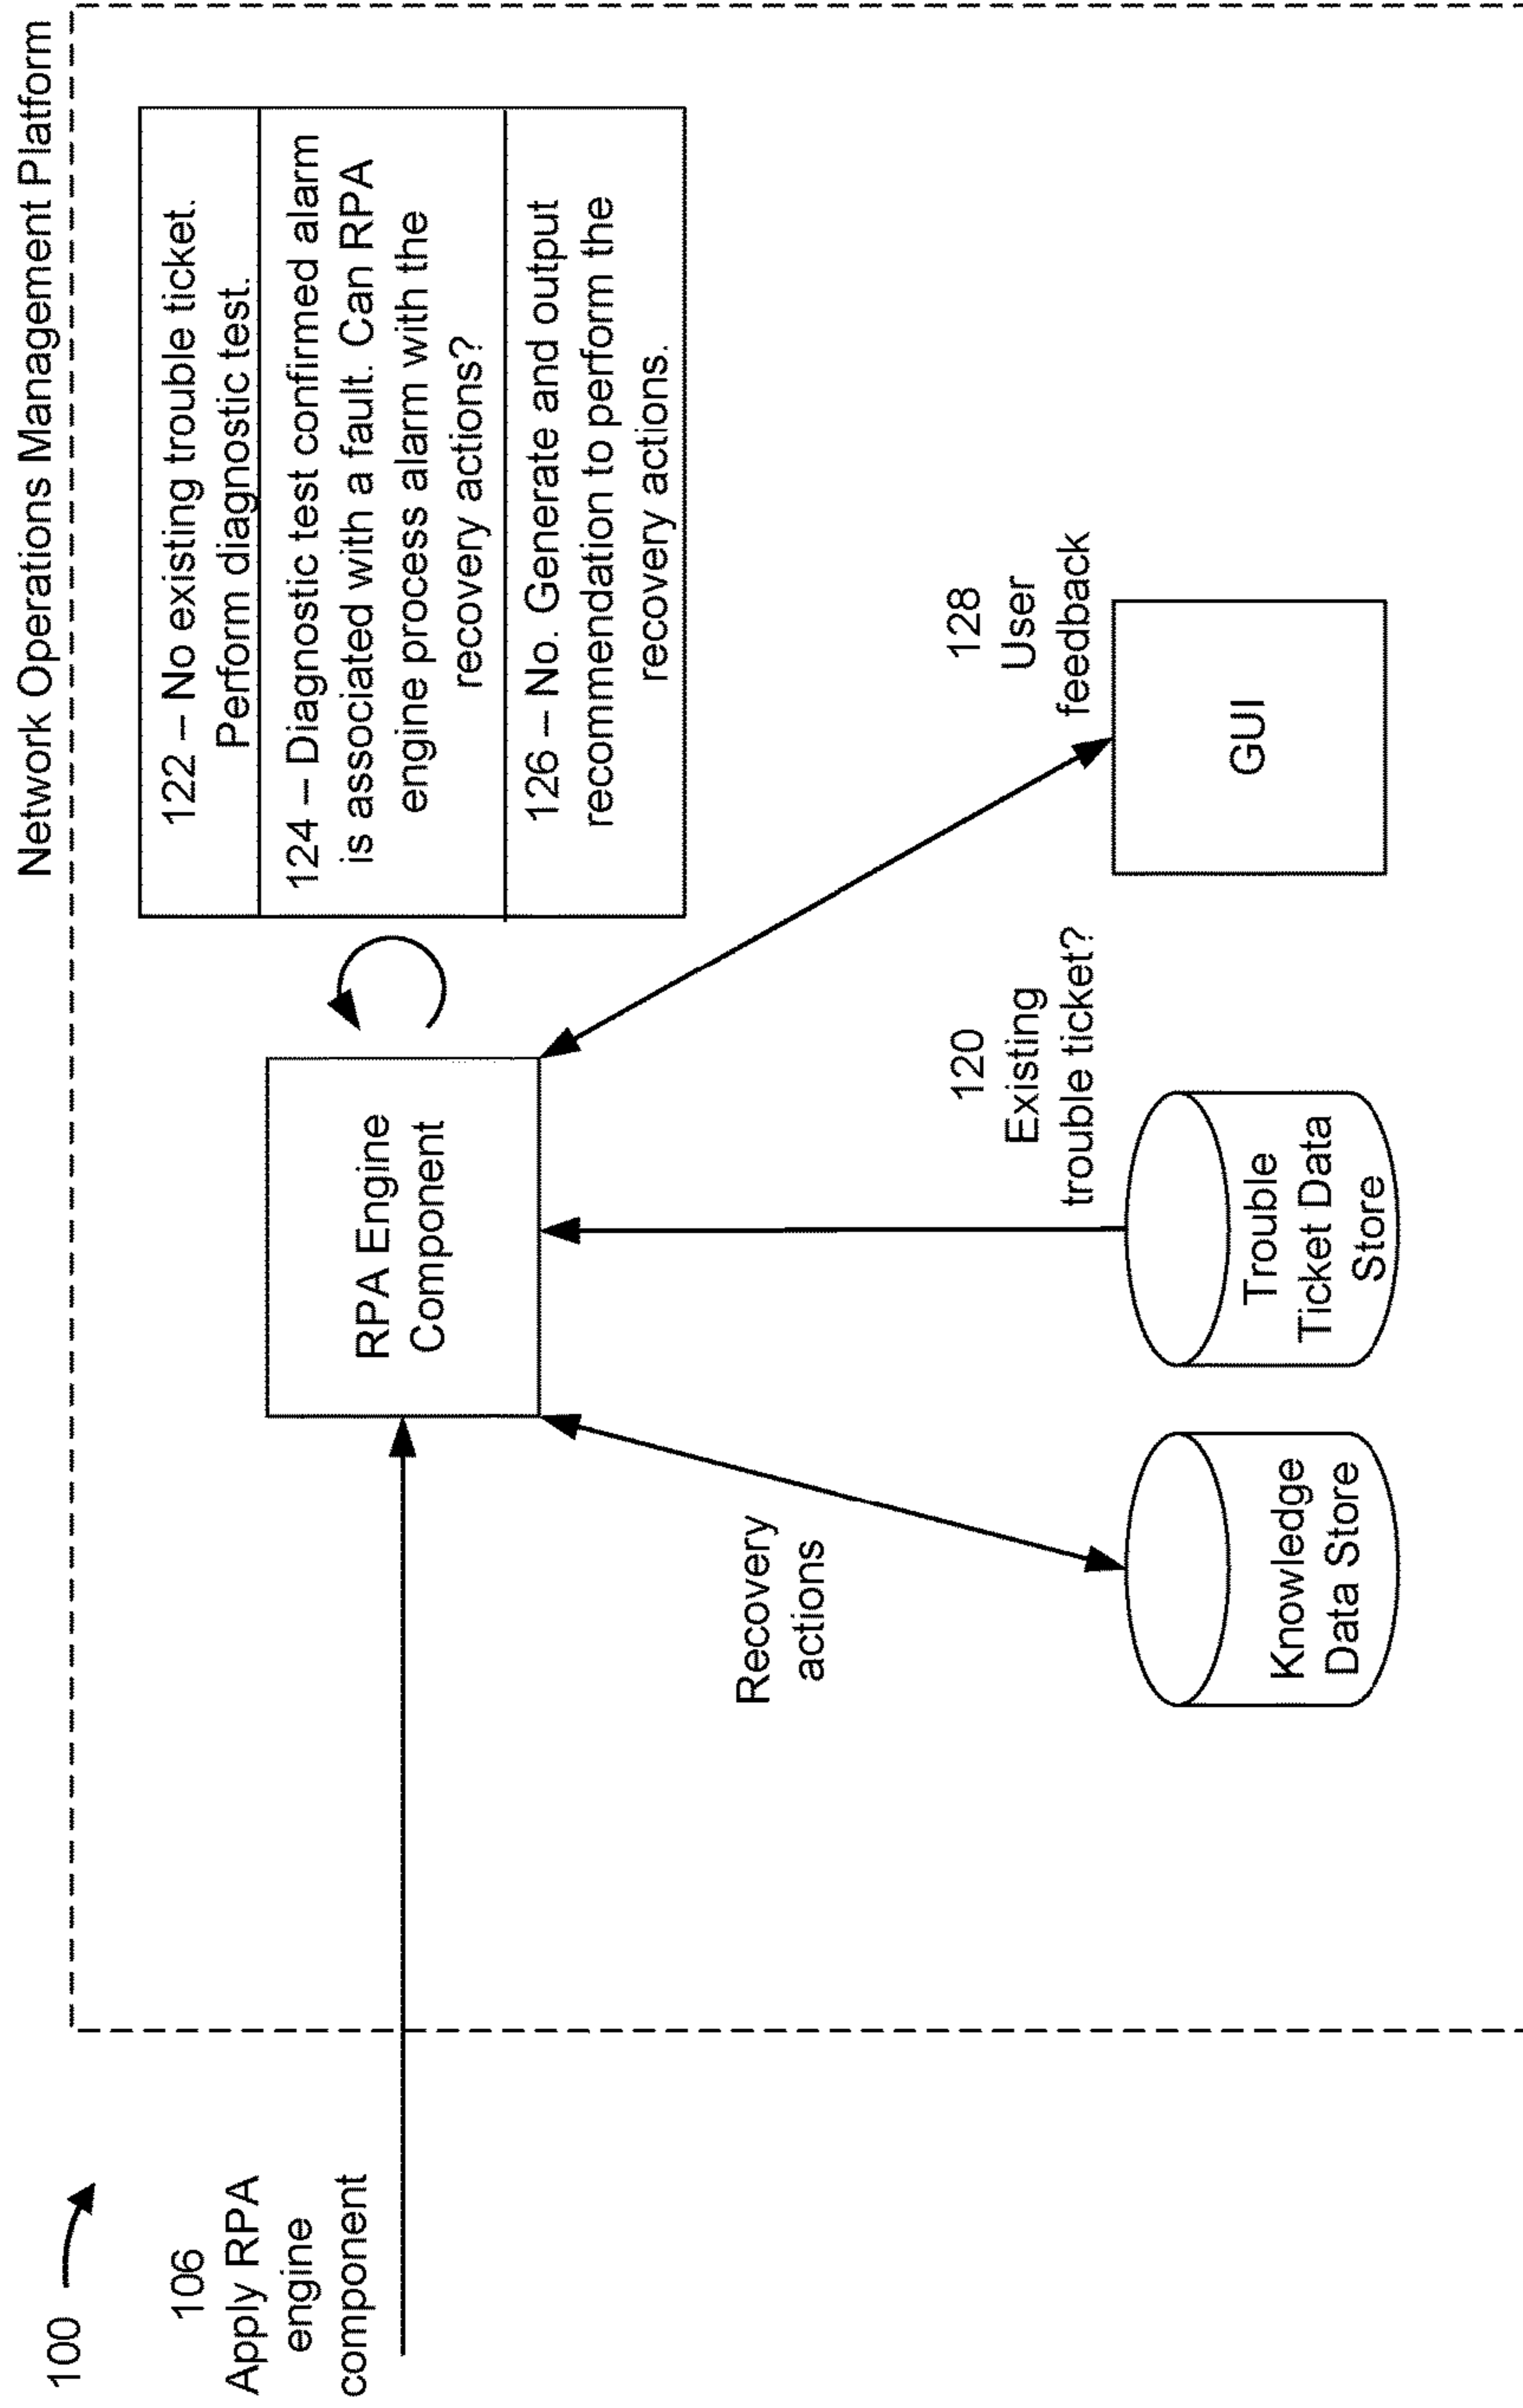 100
Network Operations Management Platform
106
Apply RPA
engine
component
RPA Engine
Component
122 – No existing trouble ticket.
Perform diagnostic test.
124 – Diagnostic test confirmed alarm
is associated with a fault. Can RPA
engine process alarm with the
recovery actions?
126 – No. Generate and output
recommendation to perform the
recovery actions.
Recovery
actions
120
Existing
trouble ticket?
128
User
feedback
Knowledge
Data Store
Trouble
Ticket Data
Store
GUI